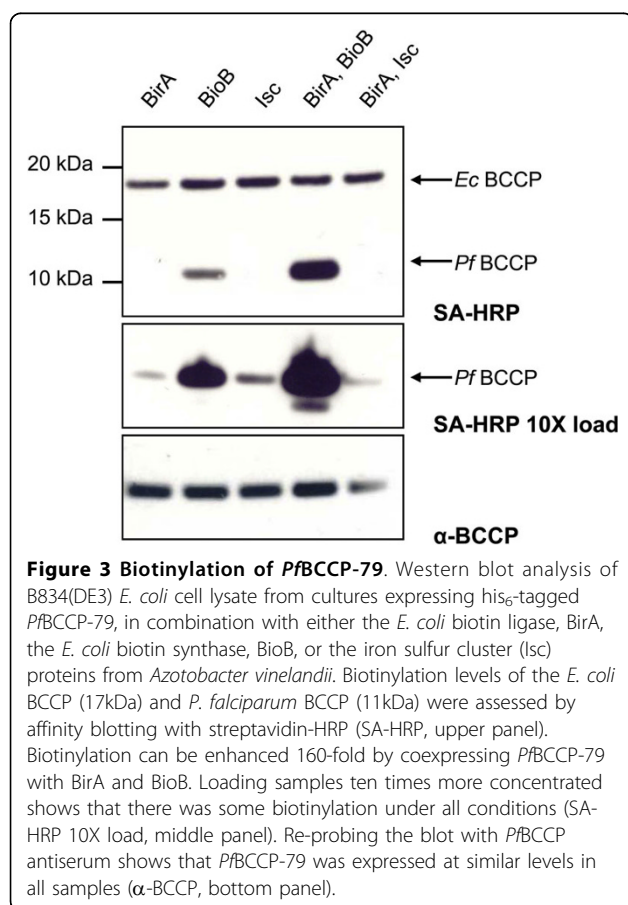 BirA
BioB
Isc
BirA, BioB
BirA, Isc
20 kDa
Ec BCCP
15 kDa
Pf BCCP
10 kDa
SA-HRP
Pf BCCP
SA-HRP 10X load
α-BCCP
Figure 3 Biotinylation of PfBCCP-79. Western blot analysis of
B834(DE3) E. coli cell lysate from cultures expressing his₆-tagged
PfBCCP-79, in combination with either the E. coli biotin ligase, BirA,
the E. coli biotin synthase, BioB, or the iron sulfur cluster (Isc)
proteins from Azotobacter vinelandii. Biotinylation levels of the E. coli
BCCP (17kDa) and P. falciparum BCCP (11kDa) were assessed by
affinity blotting with streptavidin-HRP (SA-HRP, upper panel).
Biotinylation can be enhanced 160-fold by coexpressing PfBCCP-79
with BirA and BioB. Loading samples ten times more concentrated
shows that there was some biotinylation under all conditions (SA-
HRP 10X load, middle panel). Re-probing the blot with PfBCCP
antiserum shows that PfBCCP-79 was expressed at similar levels in
all samples (α-BCCP, bottom panel).